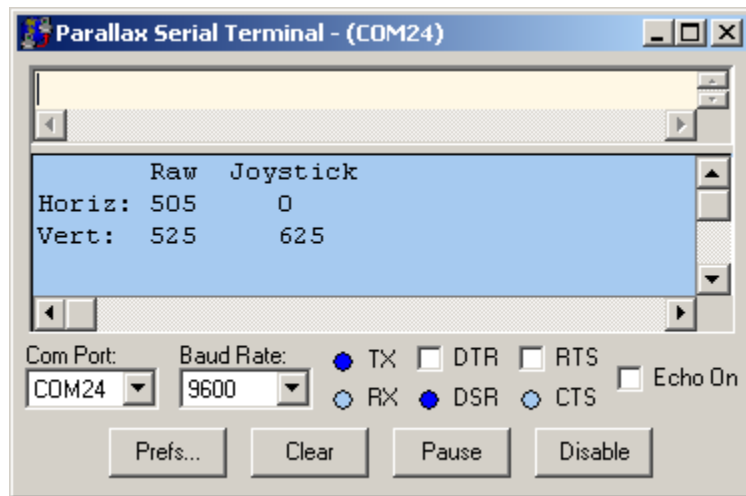 Parallax Serial Terminal - (COM24)
Raw Joystick
Horiz: 505 0
Vert: 525 625
Com Port: Baud Rate: TX DTR RTS
COM24 9600 RX DSR CTS Echo On
Prefs... Clear Pause Disable